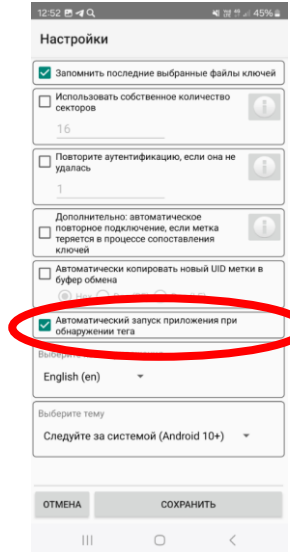 12:52 45%
Настройки
Запомнить последние выбранные файлы ключей
Использовать собственное количество
секторов
16
Повторите аутентификацию, если она не
удалась
1
Дополнительно: автоматическое
повторное подключение, если метка
теряется в процессе сопоставления
ключей
Автоматически копировать новый UID метки в
буфер обмена
Автоматический запуск приложения при
обнаружении тега
Выберите
English (en)
Выберите тему
Следуйте за системой (Android 10+)
ОТМЕНА СОХРАНИТЬ